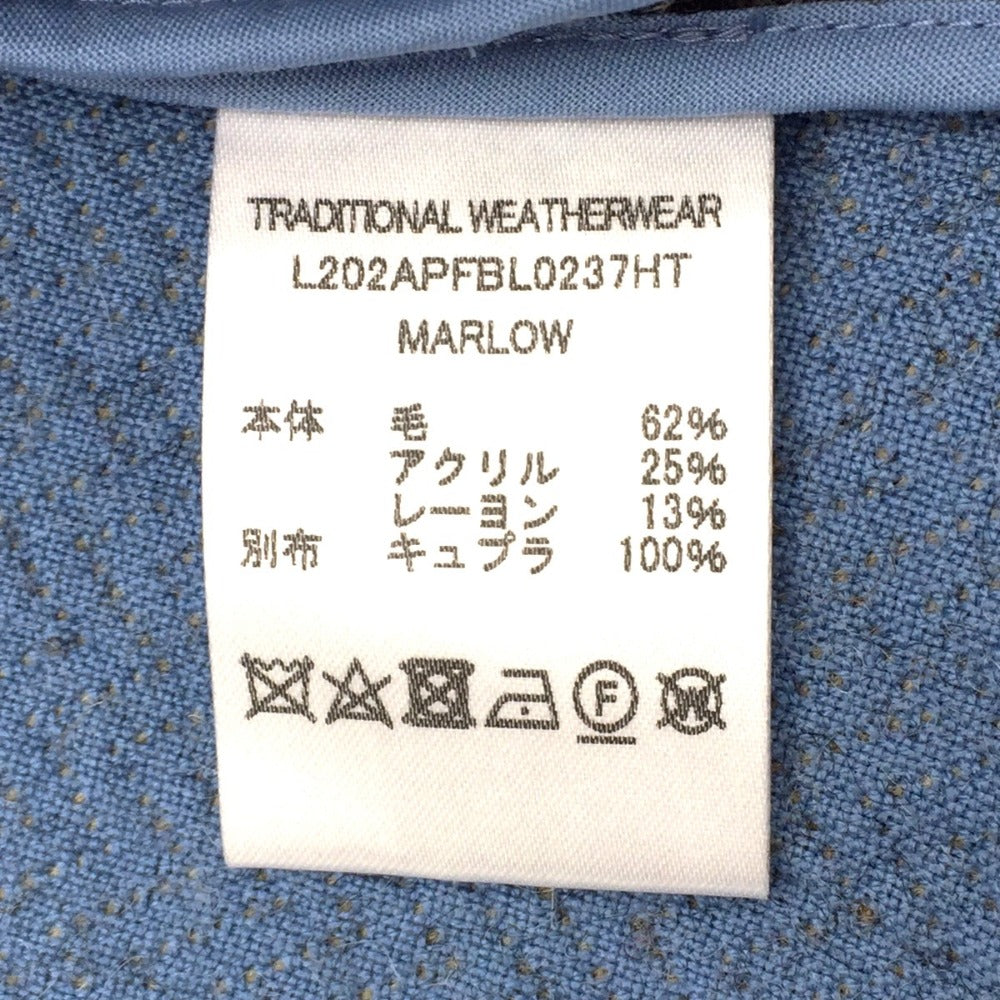 TRADITIONAL WEATHERWEAR
L202APFBL0237HT
MARLOW
本体 毛 62%
アクリル 25%
レーヨン 13%
別布 キュプラ 100%
F W